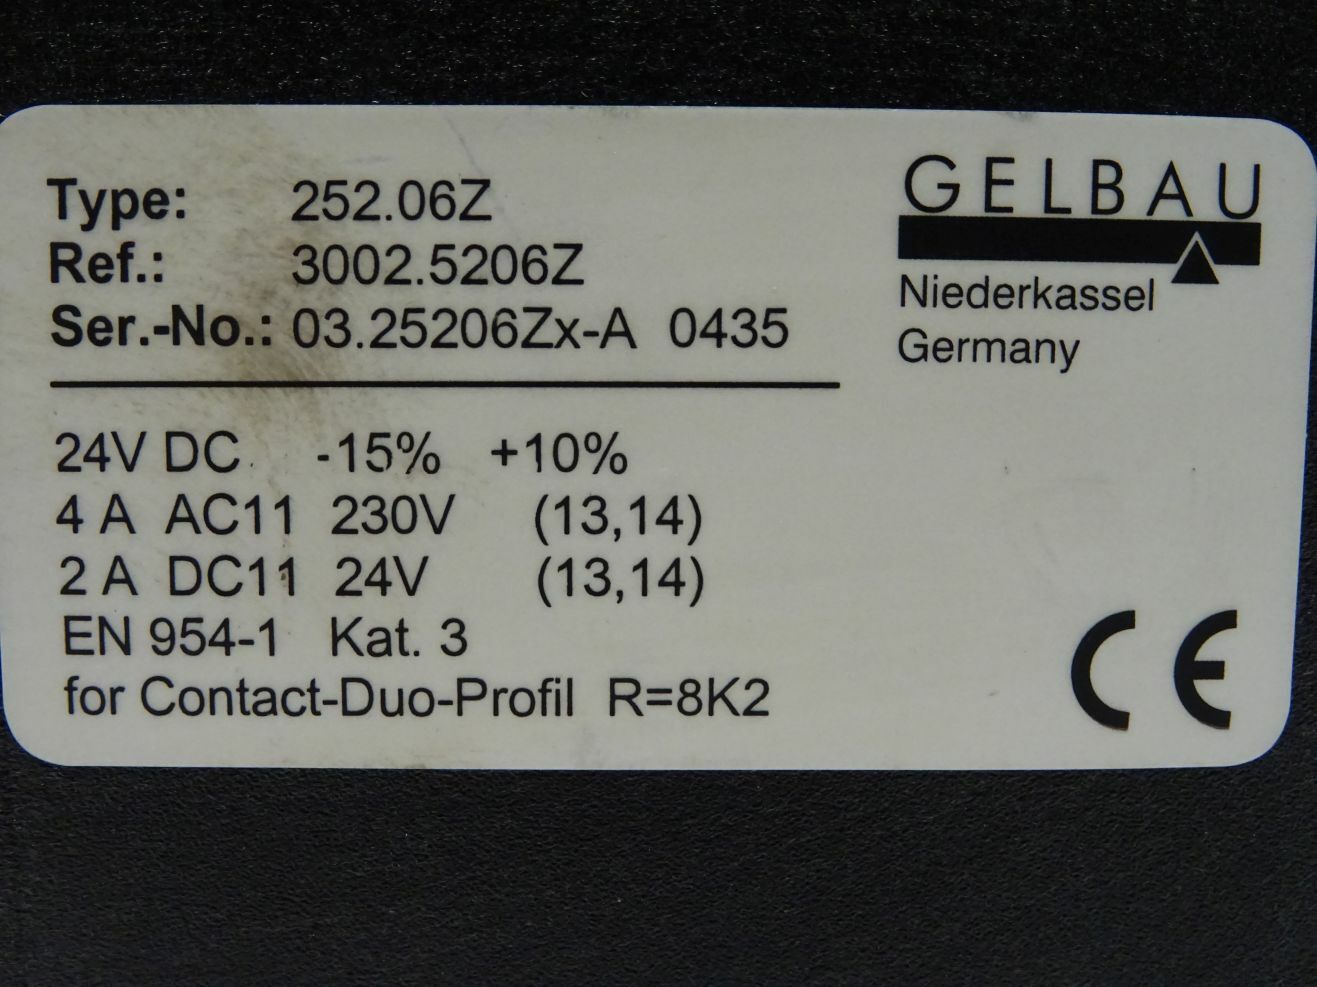 Type: 252.06Z
Ref.: 3002.5206Z
Ser.-No.: 03.25206Zx-A 0435
GELBAU
Niederkassel
Germany
24V DC -15% +10%
4 A AC11 230V (13,14)
2 A DC11 24V (13,14)
EN 954-1 Kat. 3
for Contact-Duo-Profil R=8K2
CE